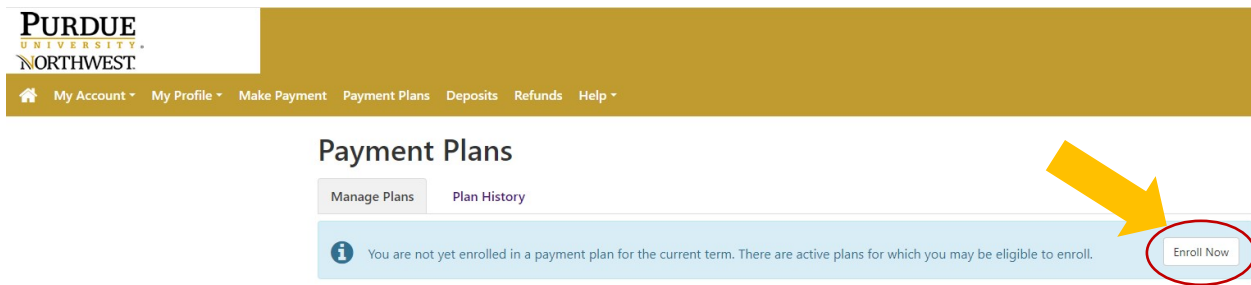 PURDUE
UNIVERSITY®
NORTHWEST
My Account My Profile Make Payment Payment Plans Deposits Refunds Help
Payment Plans
Manage Plans Plan History
You are not yet enrolled in a payment plan for the current term. There are active plans for which you may be eligible to enroll. Enroll Now